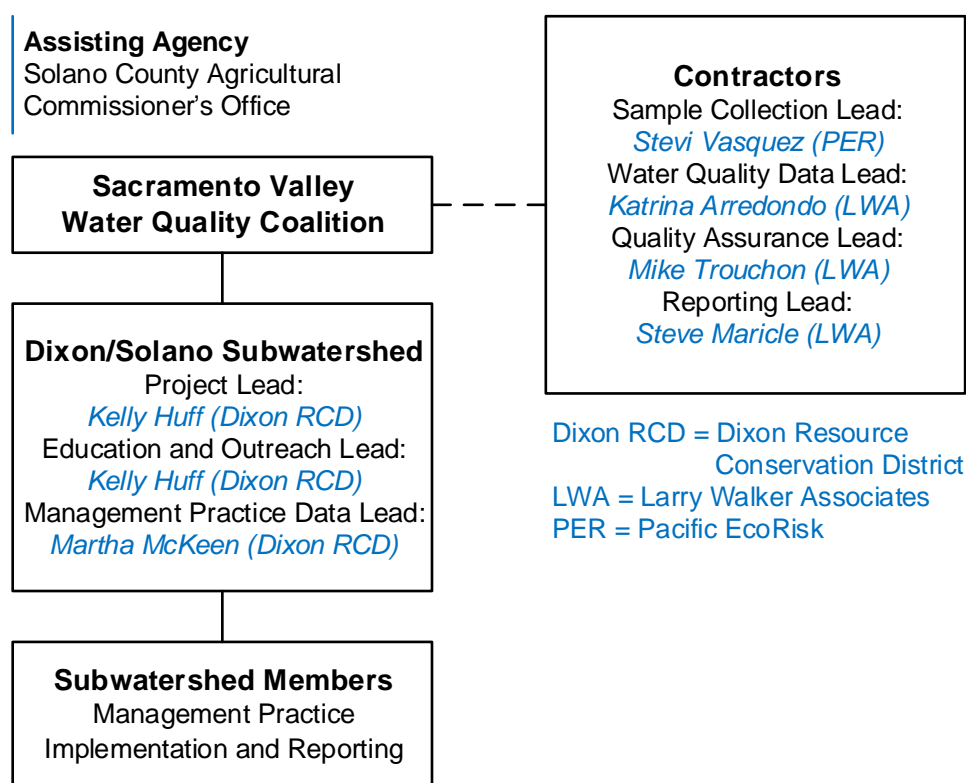 Assisting Agency
Solano County Agricultural
Commissioner's Office
Sacramento Valley
Water Quality Coalition
Dixon/Solano Subwatershed
Project Lead:
Kelly Huff (Dixon RCD)
Education and Outreach Lead:
Kelly Huff (Dixon RCD)
Management Practice Data Lead:
Martha McKeen (Dixon RCD)
Subwatershed Members
Management Practice
Implementation and Reporting
Contractors
Sample Collection Lead:
Stevi Vasquez (PER)
Water Quality Data Lead:
Katrina Arredondo (LWA)
Quality Assurance Lead:
Mike Trouchon (LWA)
Reporting Lead:
Steve Maricle (LWA)
Dixon RCD = Dixon Resource
Conservation District
LWA = Larry Walker Associates
PER = Pacific EcoRisk